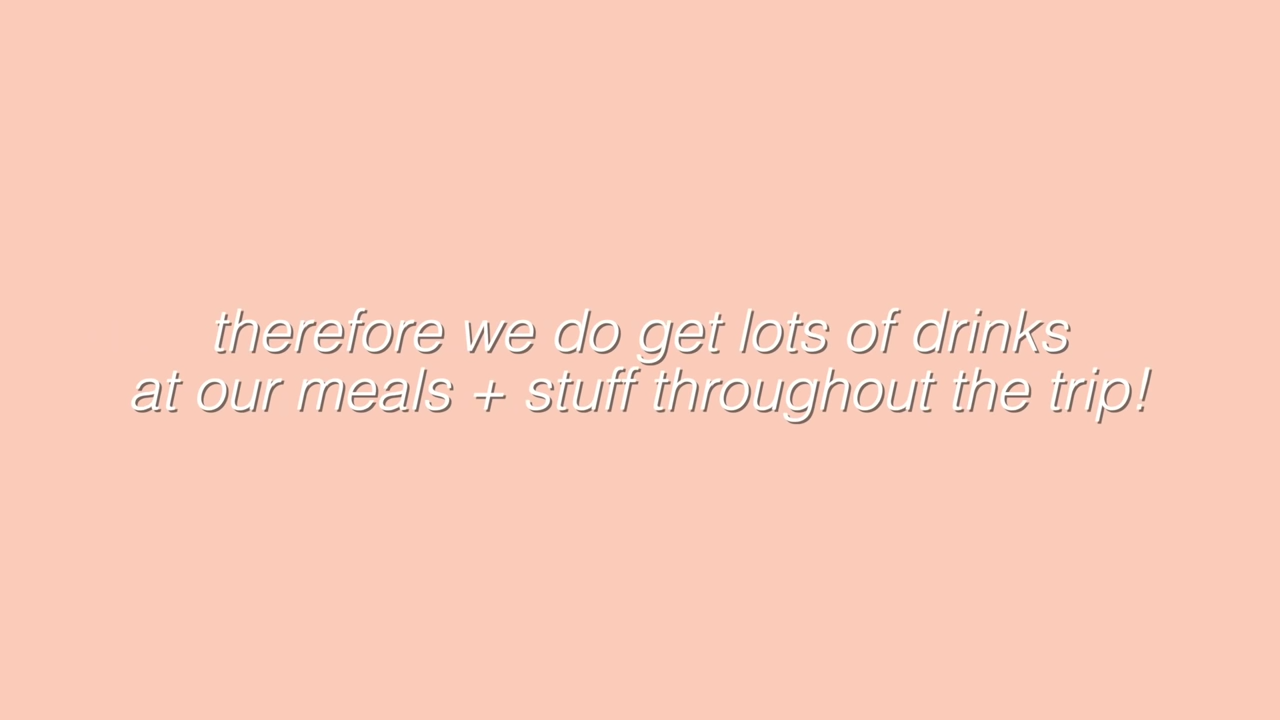 therefore we do get lots of drinks
at our meals + stuff throughout the trip!